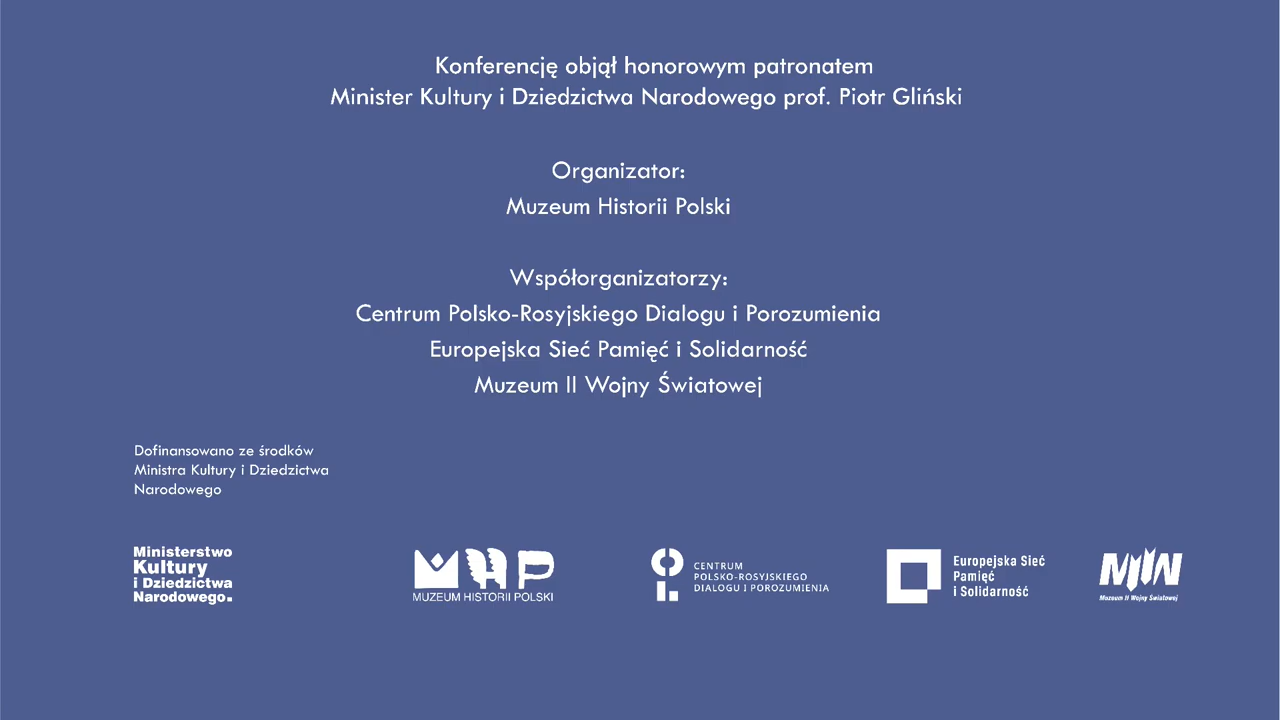 Konferencję objął honorowym patronatem
Minister Kultury i Dziedzictwa Narodowego prof. Piotr Gliński
Organizator:
Muzeum Historii Polski
Współorganizatorzy:
Centrum Polsko-Rosyjskiego Dialogu i Porozumienia
Europejska Sieć Pamięć i Solidarność
Muzeum II Wojny Światowej
Dofinansowano ze środków
Ministra Kultury i Dziedzictwa
Narodowego
Ministerstwo
Kultury
i Dziedzictwa
Narodowego.
MHP
MUZEUM HISTORII POLSKI
CENTRUM
POLSKO-ROSYJSKIEGO
DIALOGU I POROZUMIENIA
Europejska Sieć
Pamięć
i Solidarność
Muzeum II Wojny Światowej